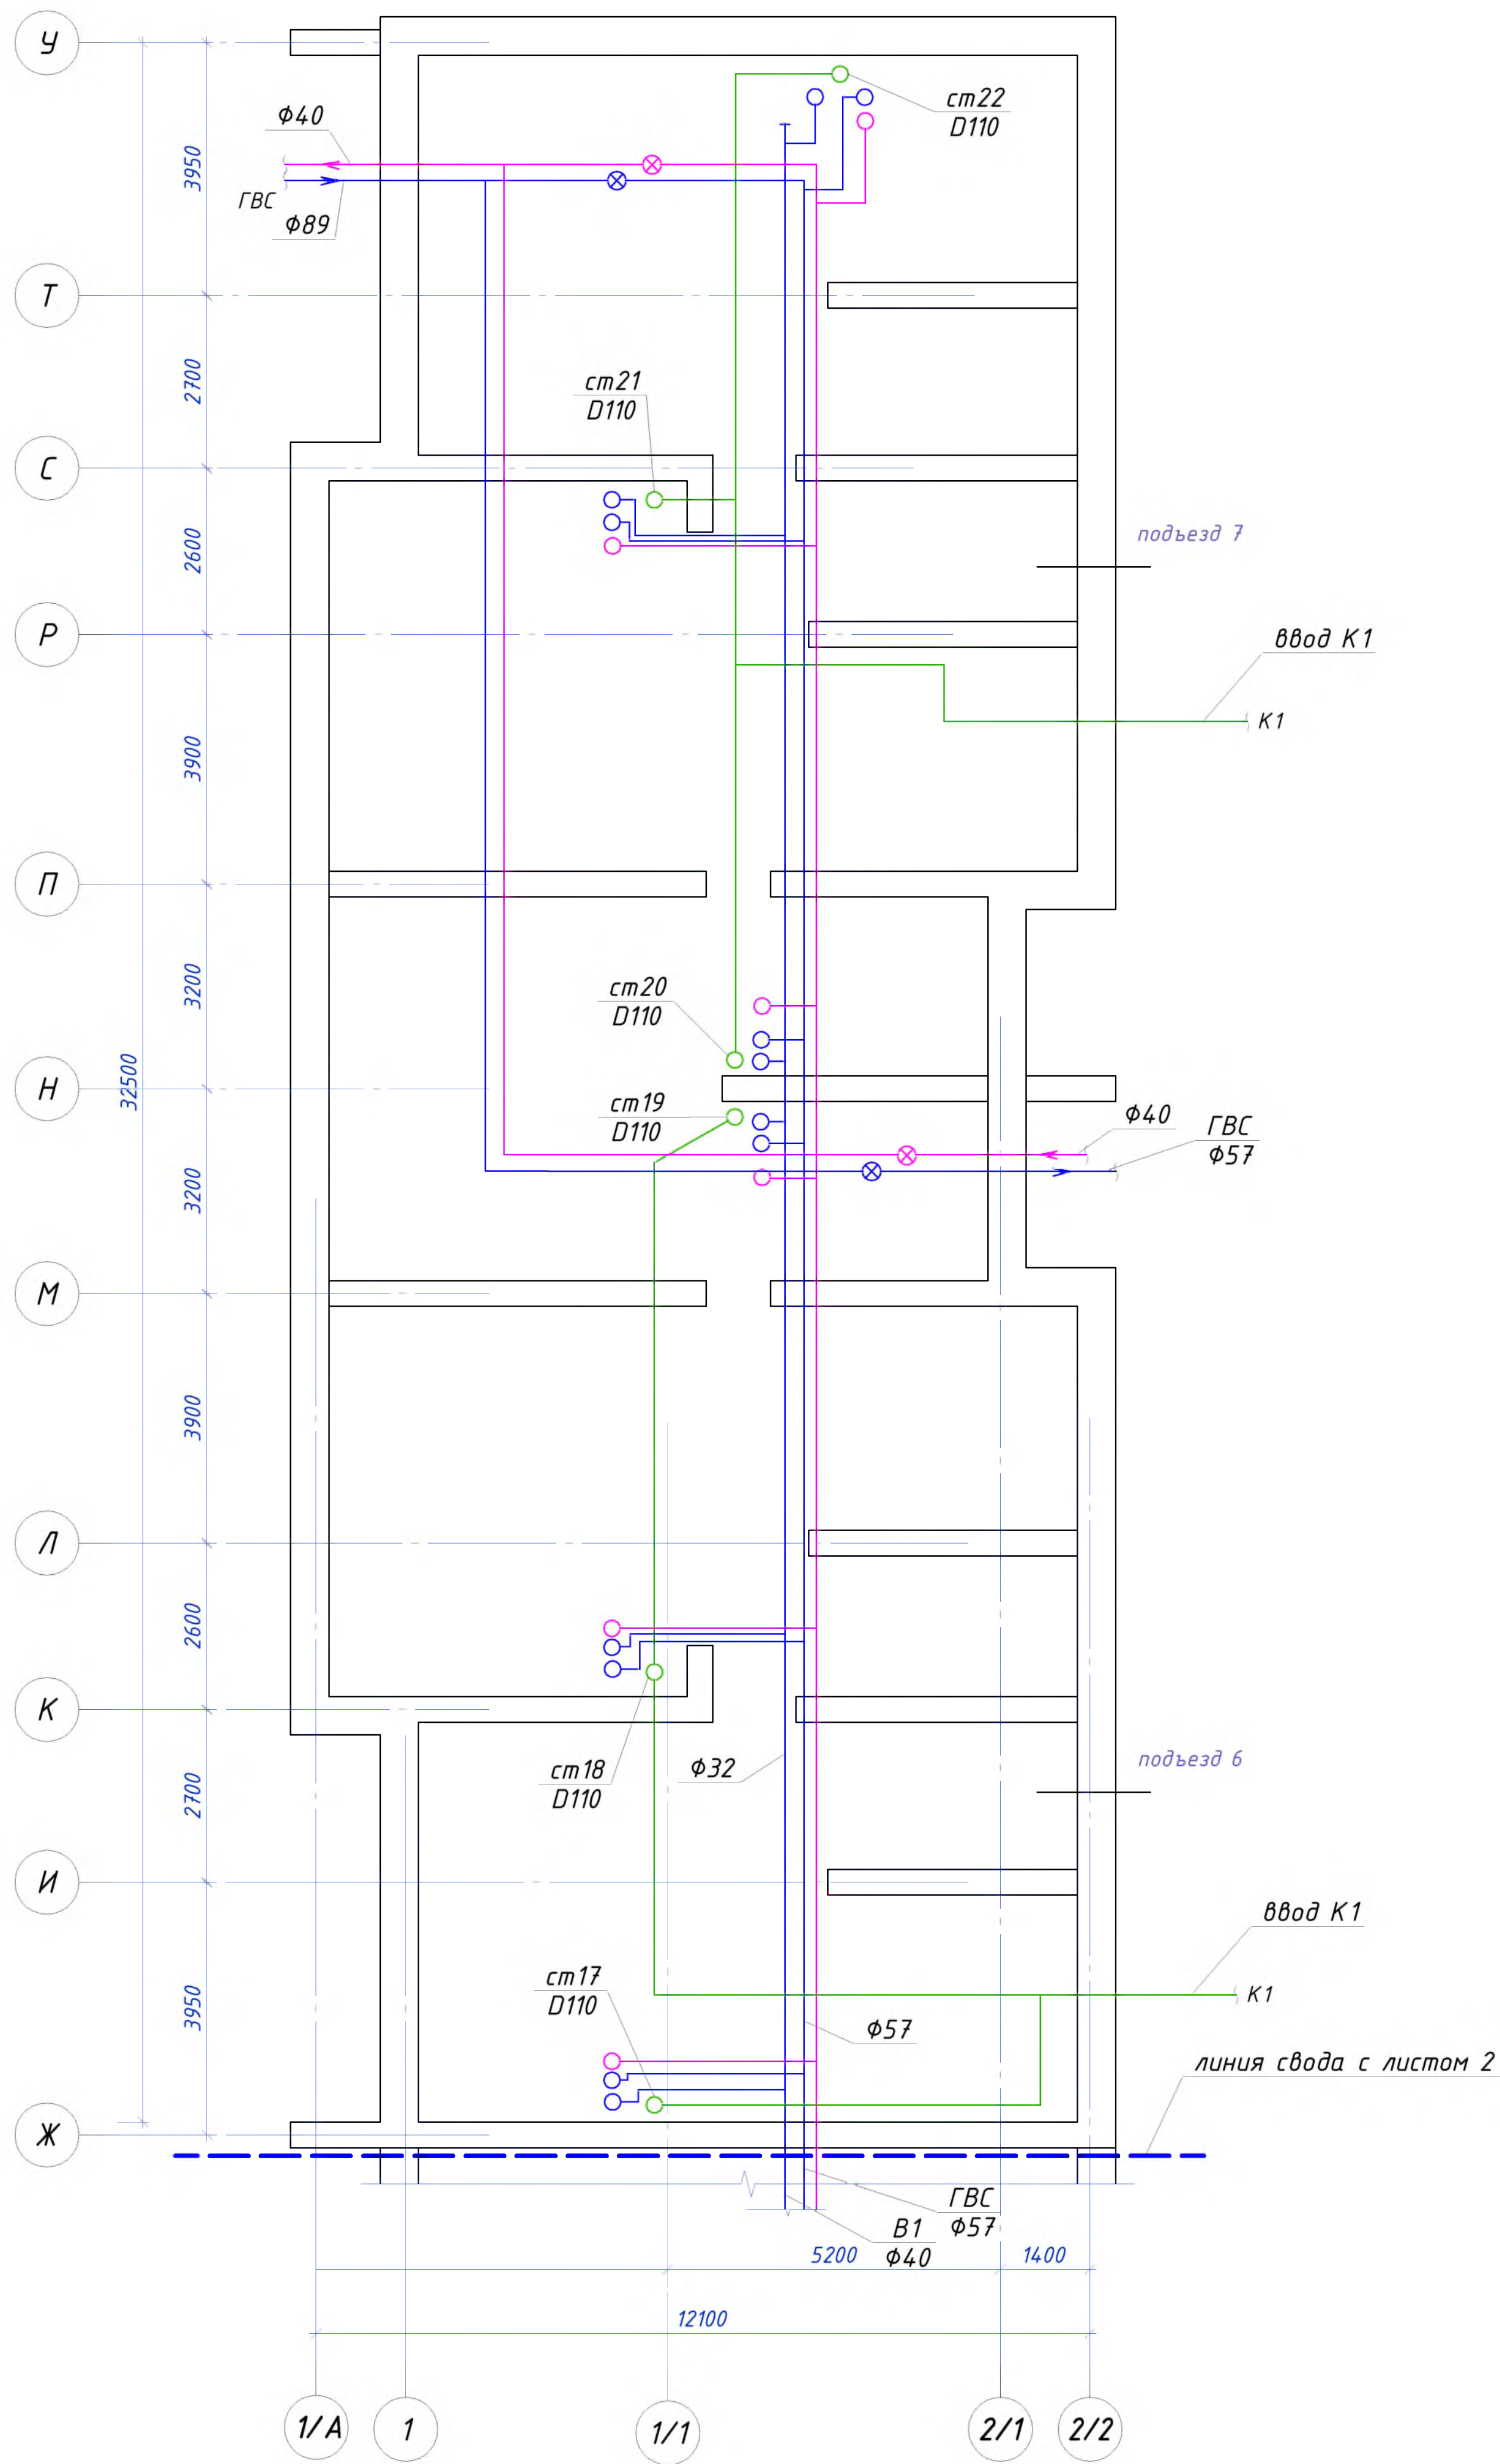 У
ст22
D110
Ф40
3950
ГВС
Ф89
Т
ст21
D110
2700
С
подъезд 7
2600
Р
ввод К1
К1
3900
П
ст20
D110
3200
32500
Н
ст19
D110
Ф40
ГВС
Ф57
3200
М
3900
Л
2600
К
подъезд 6
ст18
D110
Ф32
2700
И
ввод К1
ст17
D110
К1
3950
Ф57
линия свода с листом 2
Ж
ГВС
Ф57
В1
Ф40
5200
1400
12100
1/А
1
1/1
2/1
2/2